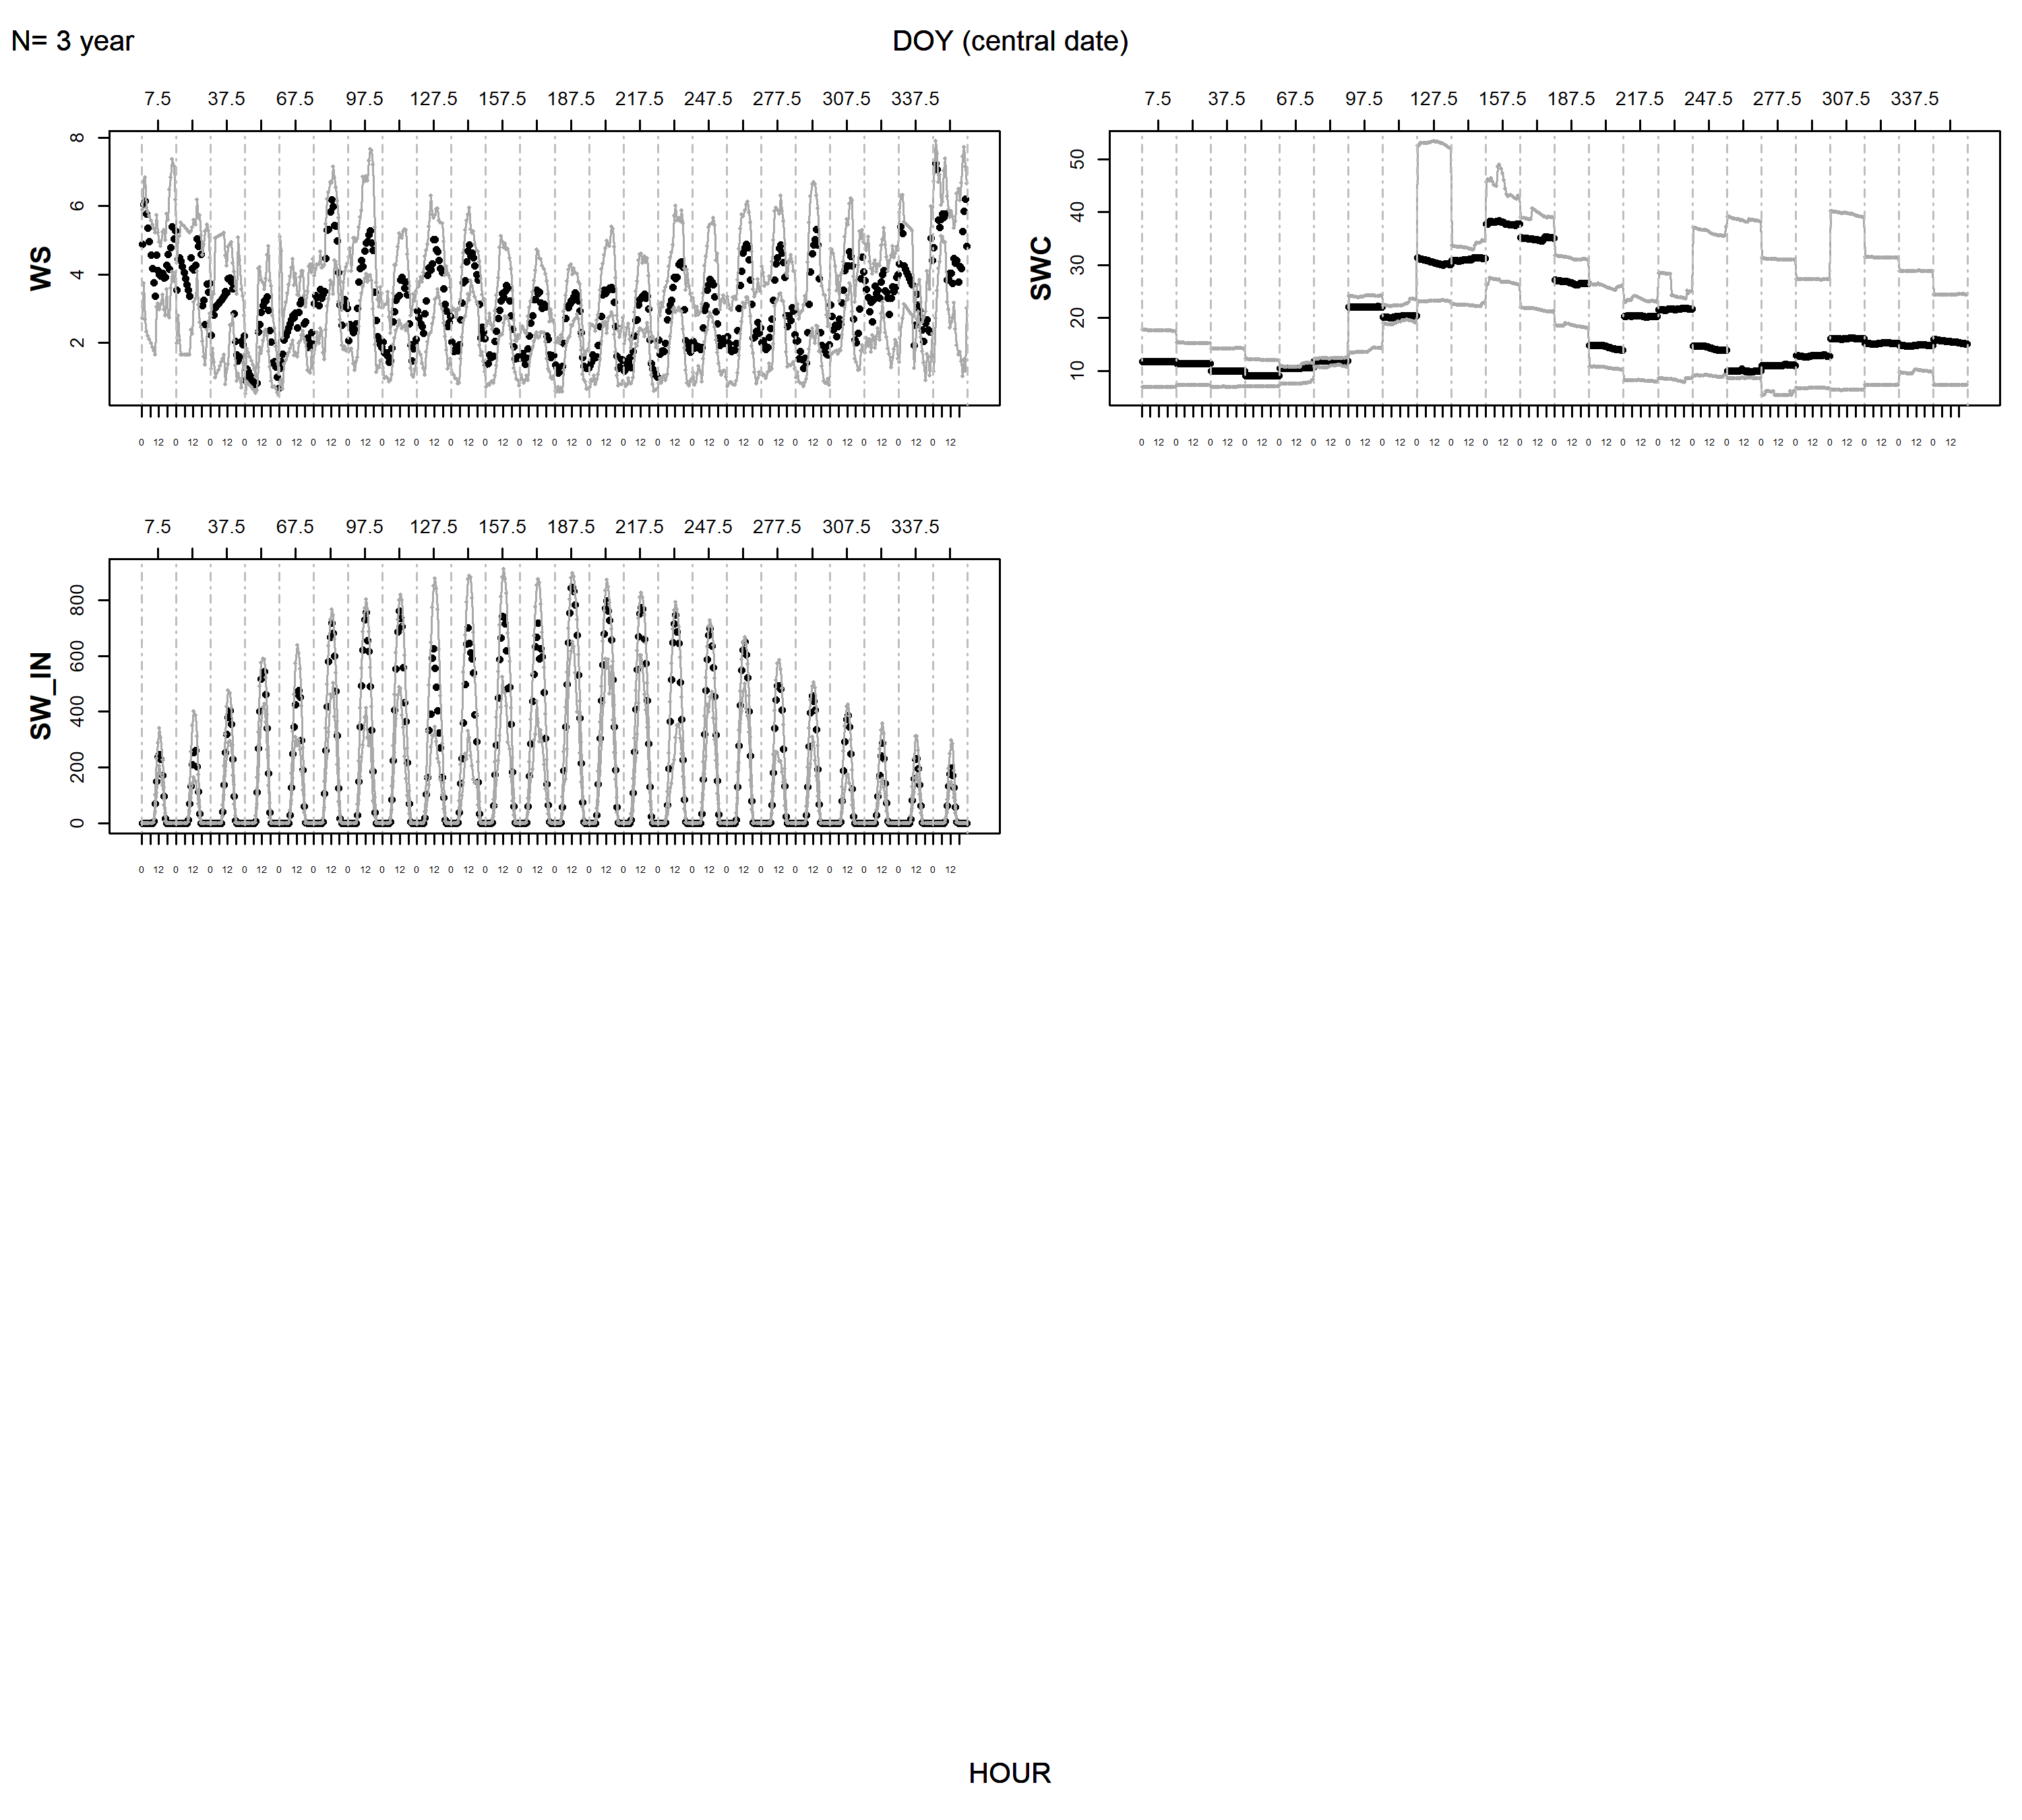 N= 3 year
DOY (central date)
7.5 37.5 67.5 97.5 127.5 157.5 187.5 217.5 247.5 277.5 307.5 337.5
WS
8
6
4
2
0 12 0 12 0 12 0 12 0 12 0 12 0 12 0 12 0 12 0 12 0 12 0 12 0 12 0 12 0 12 0 12 0 12 0 12 0 12 0 12 0 12 0 12 0 12 0 12
7.5 37.5 67.5 97.5 127.5 157.5 187.5 217.5 247.5 277.5 307.5 337.5
SWC
50
40
30
20
10
0 12 0 12 0 12 0 12 0 12 0 12 0 12 0 12 0 12 0 12 0 12 0 12 0 12 0 12 0 12 0 12 0 12 0 12 0 12 0 12 0 12 0 12 0 12 0 12
7.5 37.5 67.5 97.5 127.5 157.5 187.5 217.5 247.5 277.5 307.5 337.5
SW_IN
800
600
400
200
0
0 12 0 12 0 12 0 12 0 12 0 12 0 12 0 12 0 12 0 12 0 12 0 12 0 12 0 12 0 12 0 12 0 12 0 12 0 12 0 12 0 12 0 12 0 12 0 12
HOUR